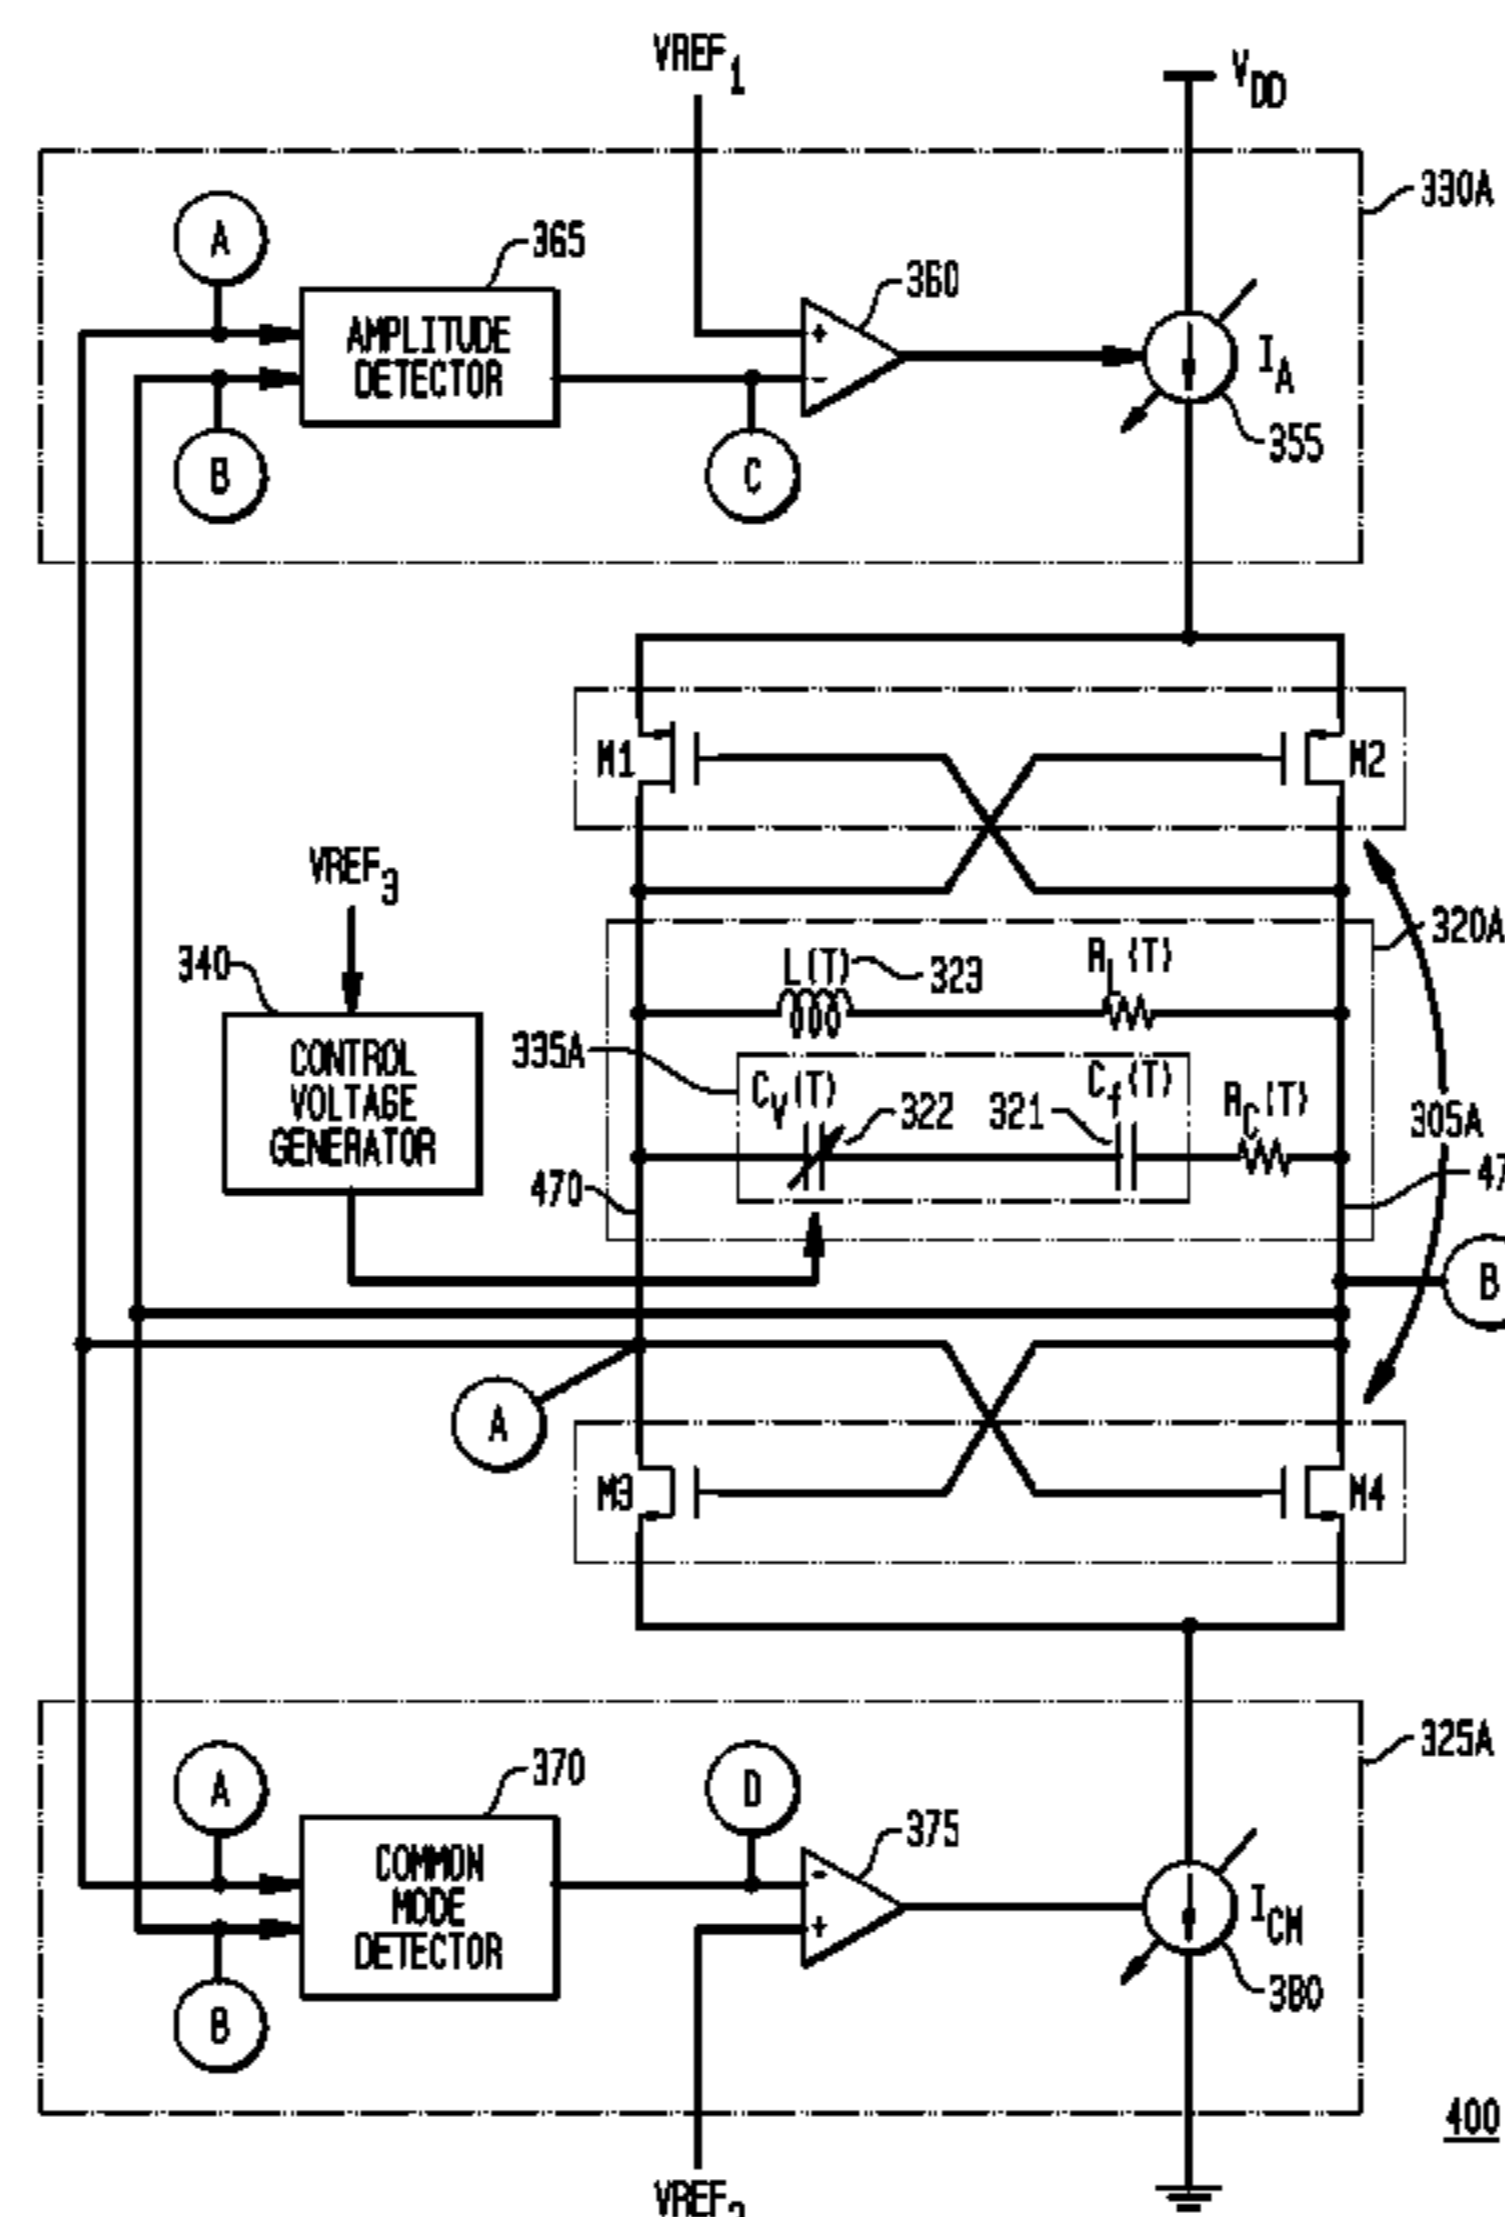 VREF1
VDD
330A
A
365
360
AMPLITUDE
DETECTOR
+
-
IA
355
B
C
M1
M2
VREF3
340
320A
L(T)
323
RL(T)
335A
CONTROL
VOLTAGE
GENERATOR
CV(T)
322
321
Cf(T)
RC(T)
305A
470
47
B
A
M3
M4
325A
A
370
D
375
COMMON
MODE
DETECTOR
-
+
ICM
380
B
400
VREF2